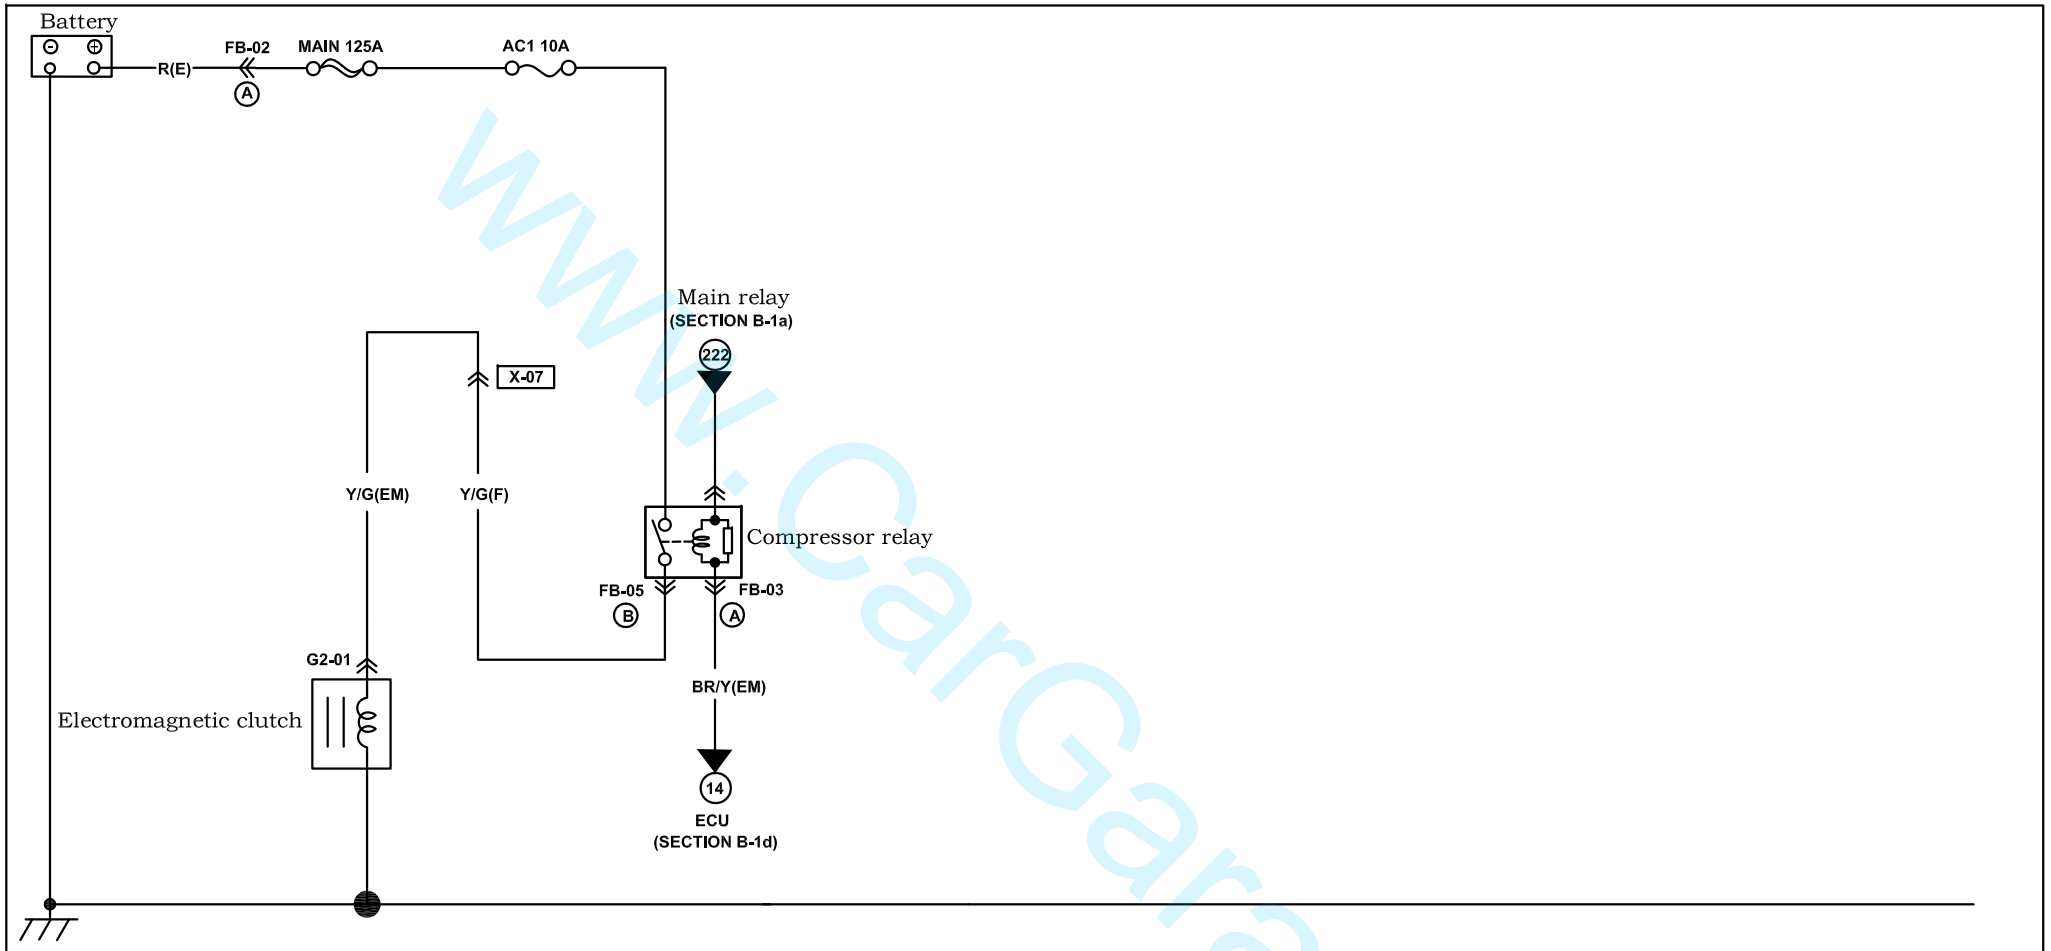 Battery
FB-02
MAIN 125A
AC1 10A
R(E)
A
Main relay
(SECTION B-1a)
222
X-07
Y/G(EM)
Y/G(F)
Compressor relay
FB-05
FB-03
B
A
G2-01
BR/Y(EM)
Electromagnetic clutch
14
ECU
(SECTION B-1d)
www.CarGara